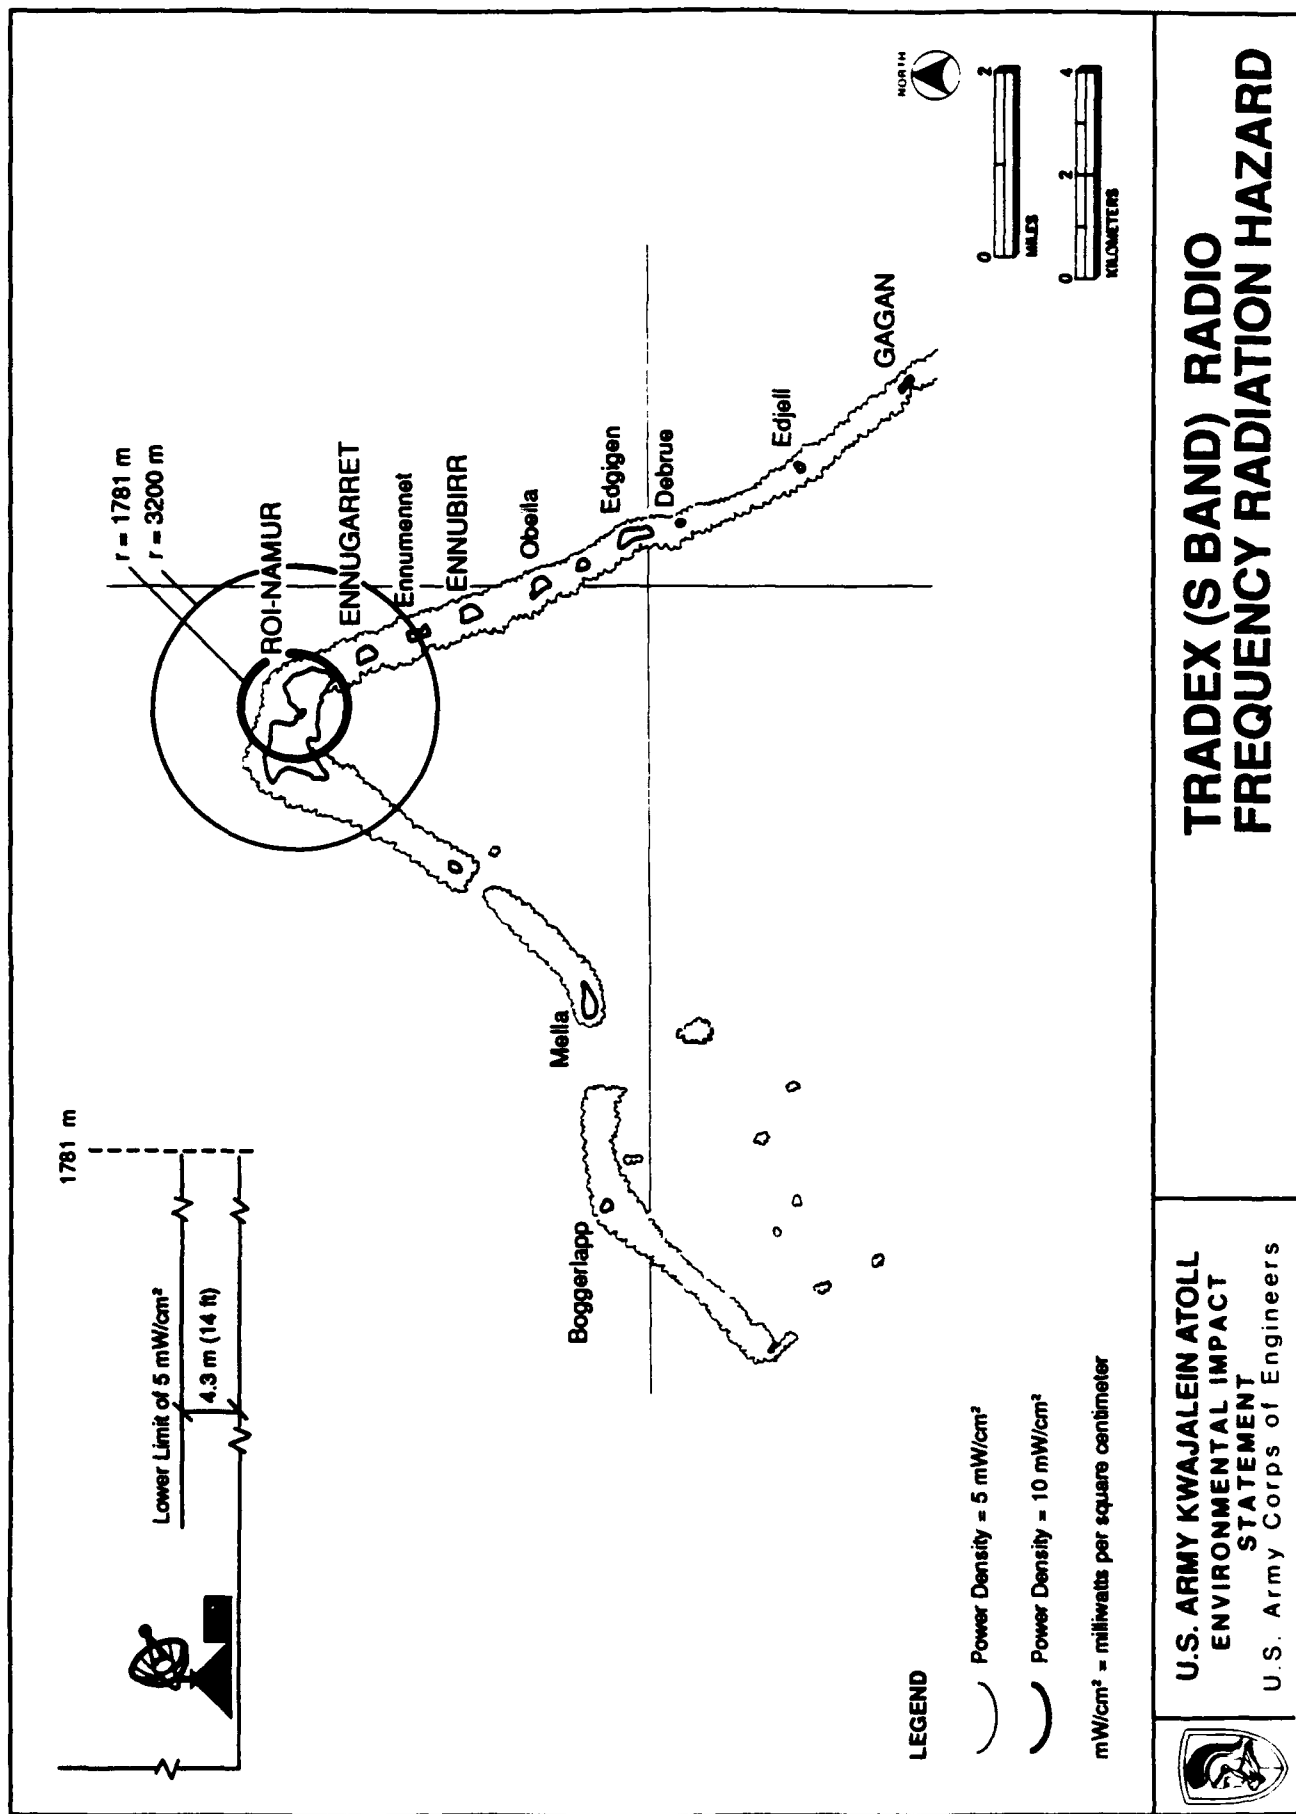 1781 m
Lower Limit of 5 mW/cm²
4.3 m (14 ft)
r = 1781 m
r = 3200 m
ROI-NAMUR
ENNUGARRET
Ennumennet
ENNUBIRR
Obella
Edgigen
Debrue
Edjell
GAGAN
Mella
Boggerlapp
NORTH
0 2
MILES
0 2 4
KILOMETERS
LEGEND
Power Density = 5 mW/cm²
Power Density = 10 mW/cm²
mW/cm² = milliwatts per square centimeter
U.S. ARMY KWAJALEIN ATOLL
ENVIRONMENTAL IMPACT
STATEMENT
U.S. Army Corps of Engineers
TRADEX (S BAND) RADIO
FREQUENCY RADIATION HAZARD